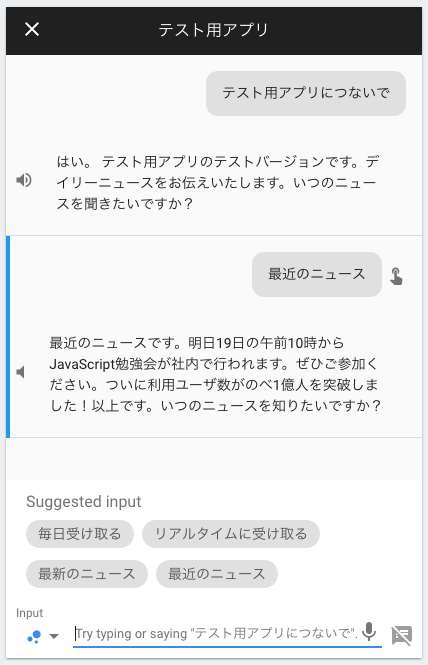 テスト用アプリ
テスト用アプリにつないで
はい。 テスト用アプリのテストバージョンです。デ
イリーニュースをお伝えいたします。いつのニュー
スを聞きたいですか？
最近のニュース
最近のニュースです。明日19日の午前10時から
JavaScript勉強会が社内で行われます。ぜひご参加く
ださい。ついに利用ユーザ数がのべ1億人を突破しま
した！以上です。いつのニュースを知りたいですか？
Suggested input
毎日受け取る
リアルタイムに受け取る
最新のニュース
最近のニュース
Input
Try typing or saying "テスト用アプリにつないで".